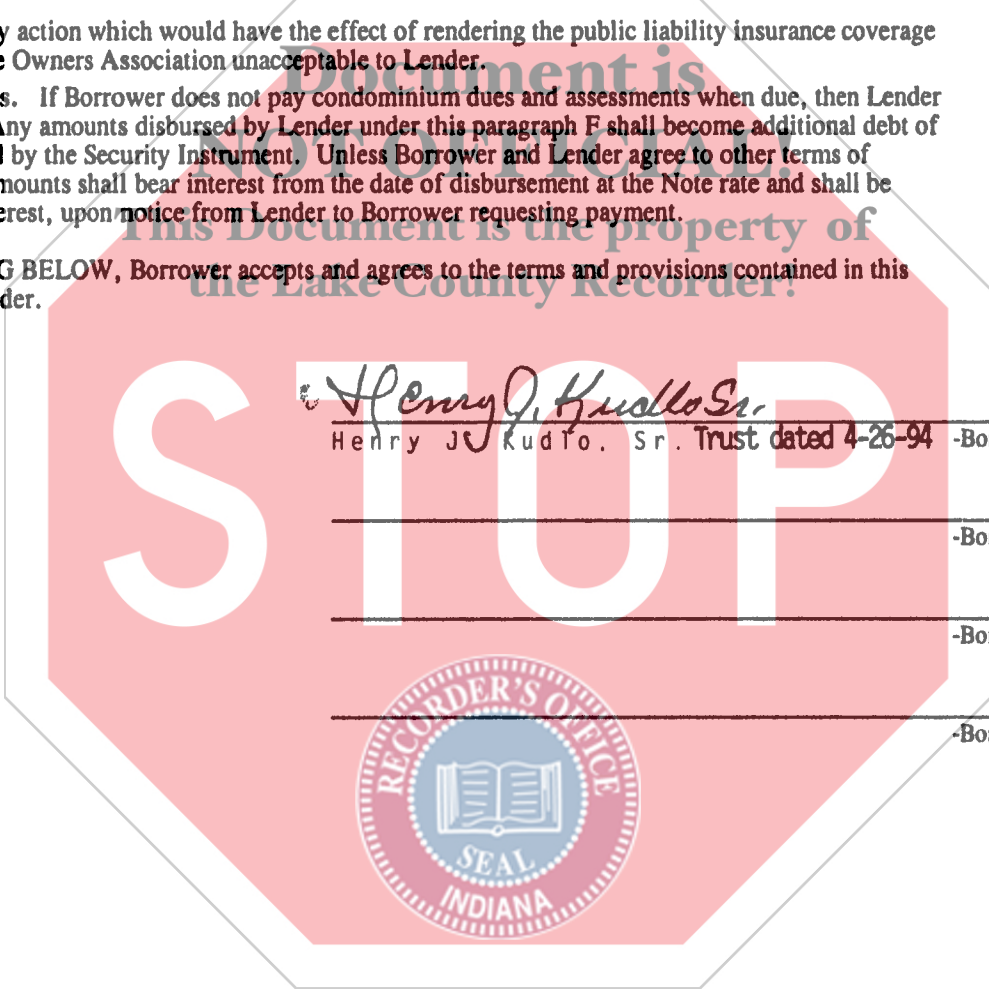 y action which would have the effect of rendering the public liability insurance coverage
e Owners Association unacceptable to Lender.
Document is
s. If Borrower does not pay condominium dues and assessments when due, then Lender
Any amounts disbursed by Lender under this paragraph F shall become additional debt of
d by the Security Instrument. Unless Borrower and Lender agree to other terms of
NOT OFFICIAL!
mounts shall bear interest from the date of disbursement at the Note rate and shall be
erest, upon notice from Lender to Borrower requesting payment.
This Document is the property of
G BELOW, Borrower accepts and agrees to the terms and provisions contained in this
the Lake County Recorder!
der.
STOP
Henry J. Kudlo Sr.
Henry J. Kudlo, Sr. Trust dated 4-26-94 -Bo
-Bo
-Bo
-Bo
RECORDER'S OFFICE
SEAL
INDIANA